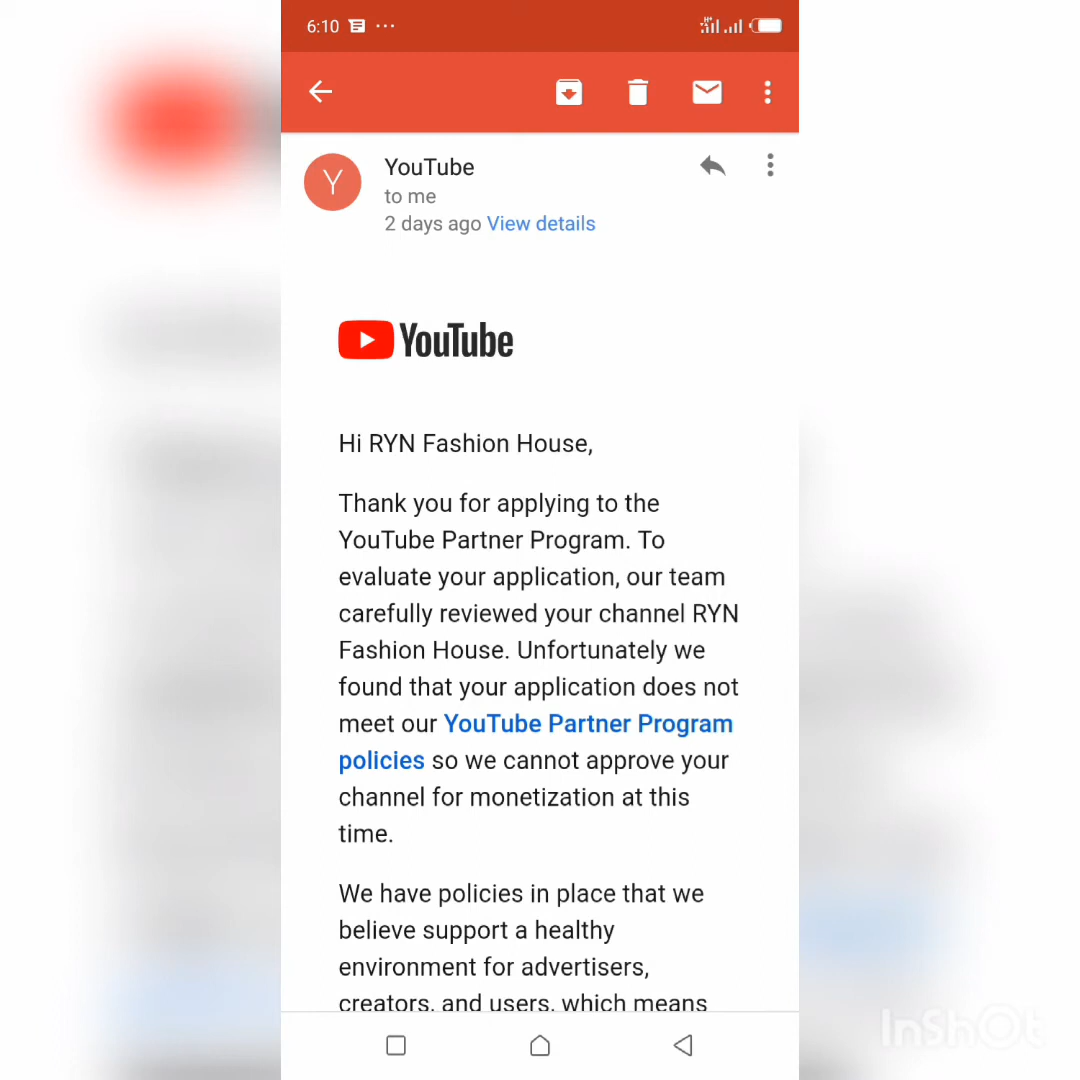 6:10
YouTube
to me
2 days ago View details
Y
YouTube
Hi RYN Fashion House,
Thank you for applying to the
YouTube Partner Program. To
evaluate your application, our team
carefully reviewed your channel RYN
Fashion House. Unfortunately we
found that your application does not
meet our YouTube Partner Program
policies so we cannot approve your
channel for monetization at this
time.
We have policies in place that we
believe support a healthy
environment for advertisers,
creators, and users, which means
InShOt